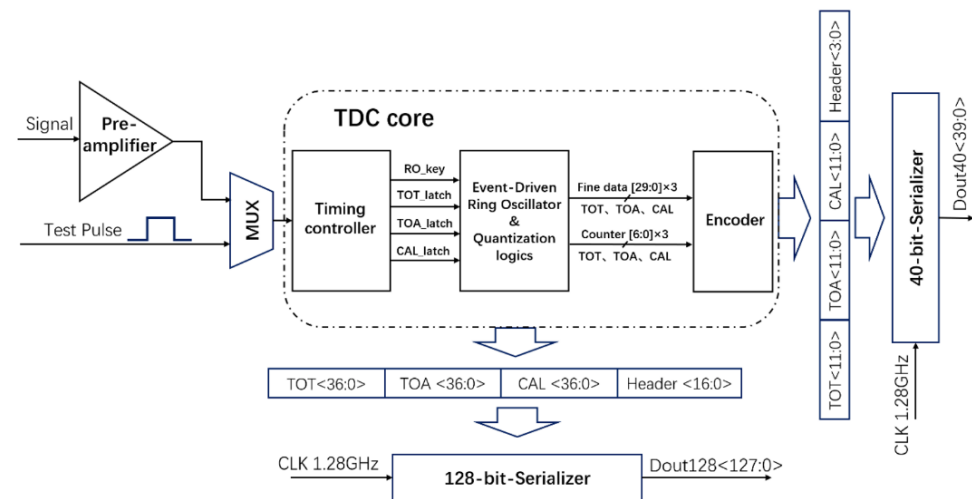 Signal
Pre-
amplifier
Test Pulse
MUX
TDC core
Timing
controller
RO_key
TOT_latch
TOA_latch
CAL_latch
Event-Driven
Ring Oscillator
&
Quantization
logics
Fine data [29:0]×3
TOT、TOA、CAL
Counter [6:0]×3
TOT、TOA、CAL
Encoder
Header<3:0>
CAL<11:0>
TOA<11:0>
TOT<11:0>
40-bit-Serializer
Dout40<39:0>
CLK 1.28GHz
TOT<36:0>
TOA <36:0>
CAL <36:0>
Header <16:0>
CLK 1.28GHz
128-bit-Serializer
Dout128<127:0>